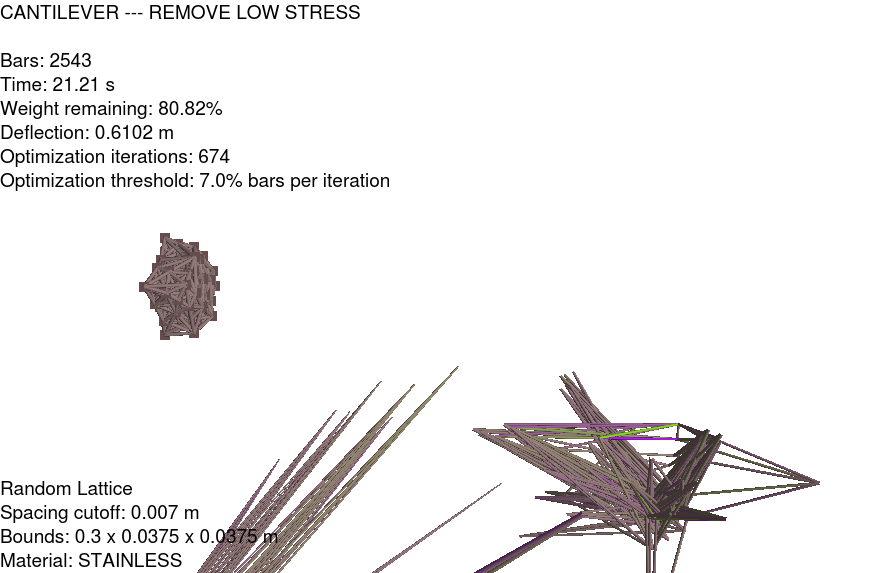 CANTILEVER --- REMOVE LOW STRESS
Bars: 2543
Time: 21.21 s
Weight remaining: 80.82%
Deflection: 0.6102 m
Optimization iterations: 674
Optimization threshold: 7.0% bars per iteration
Random Lattice
Spacing cutoff: 0.007 m
Bounds: 0.3 x 0.0375 x 0.0375 m
Material: STAINLESS